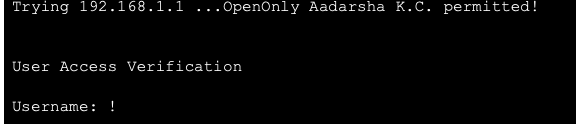 Trying 192.168.1.1 ...OpenOnly Aadarsha K.C. permitted!
User Access Verification
Username: !